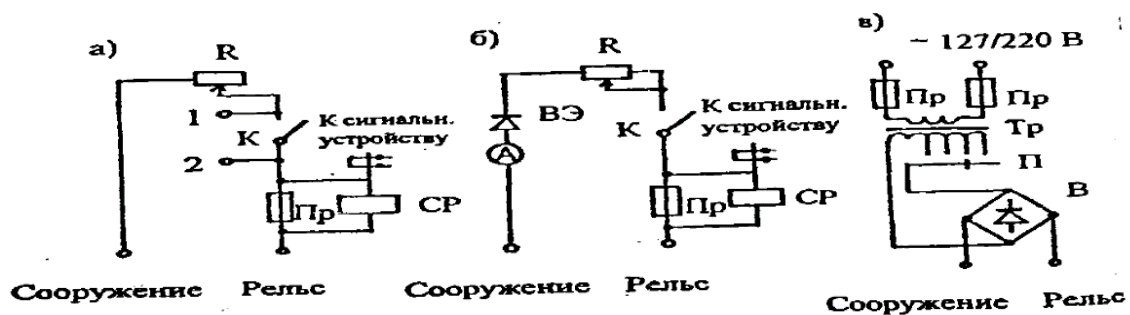 а)
R
1
К
К сигнальн.
устройству
2
Пр
СР
Сооружение Рельс
б)
R
ВЭ
А
К
К сигнальн.
устройству
Пр
СР
Сооружение Рельс
в)
~ 127/220 В
Пр Пр
Тр
П
В
Сооружение Рельс